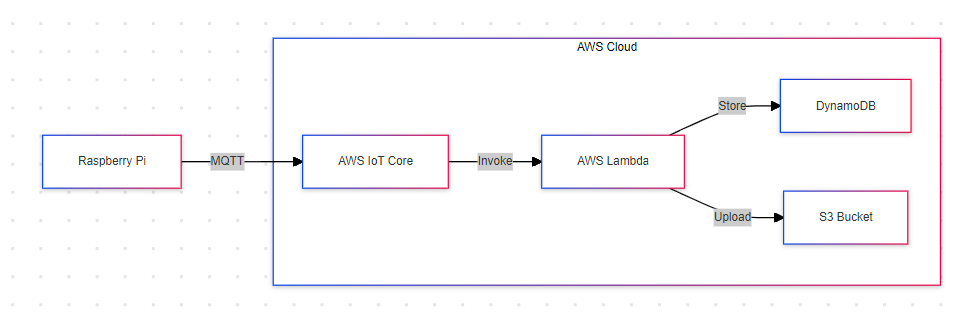 AWS Cloud
Raspberry Pi
MQTT
AWS IoT Core
Invoke
AWS Lambda
Store
DynamoDB
Upload
S3 Bucket